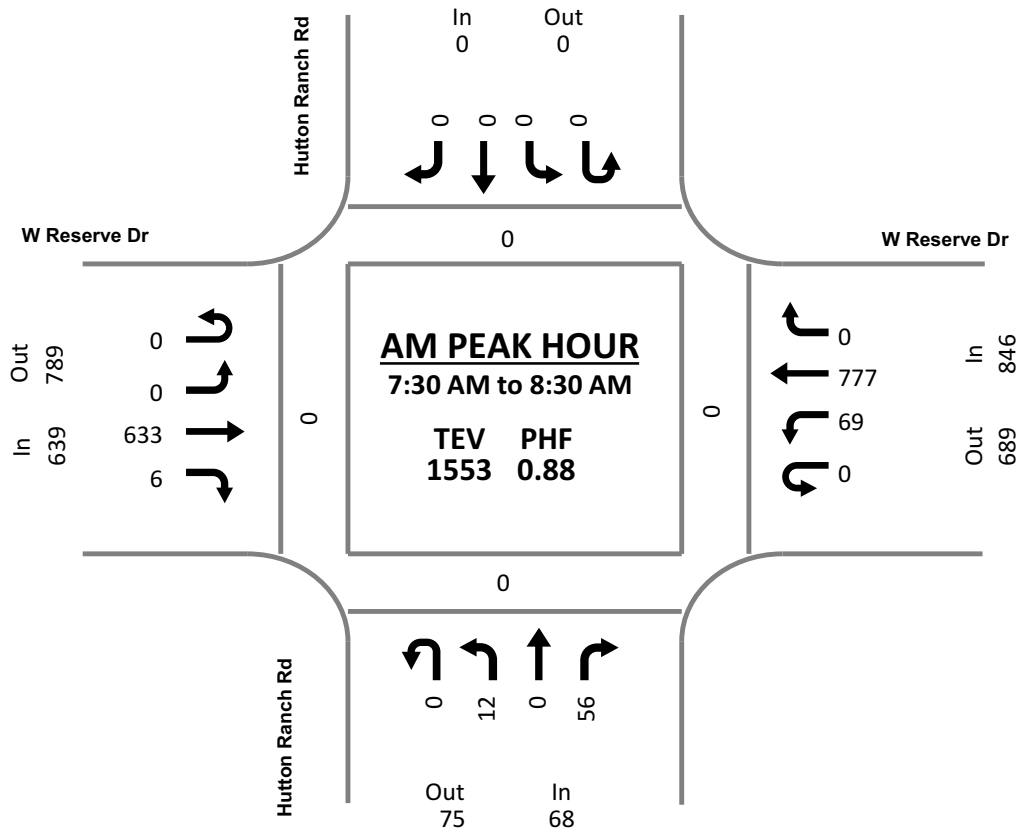 In Out
0 0
Hutton Ranch Rd
0 0 0 0
W Reserve Dr
W Reserve Dr
0
Out
789
In
639
0
0
633
6
0
AM PEAK HOUR
7:30 AM to 8:30 AM
TEV PHF
1553 0.88
0
0
777
69
0
In
846
Out
689
0
0 12 0 56
Hutton Ranch Rd
Out In
75 68